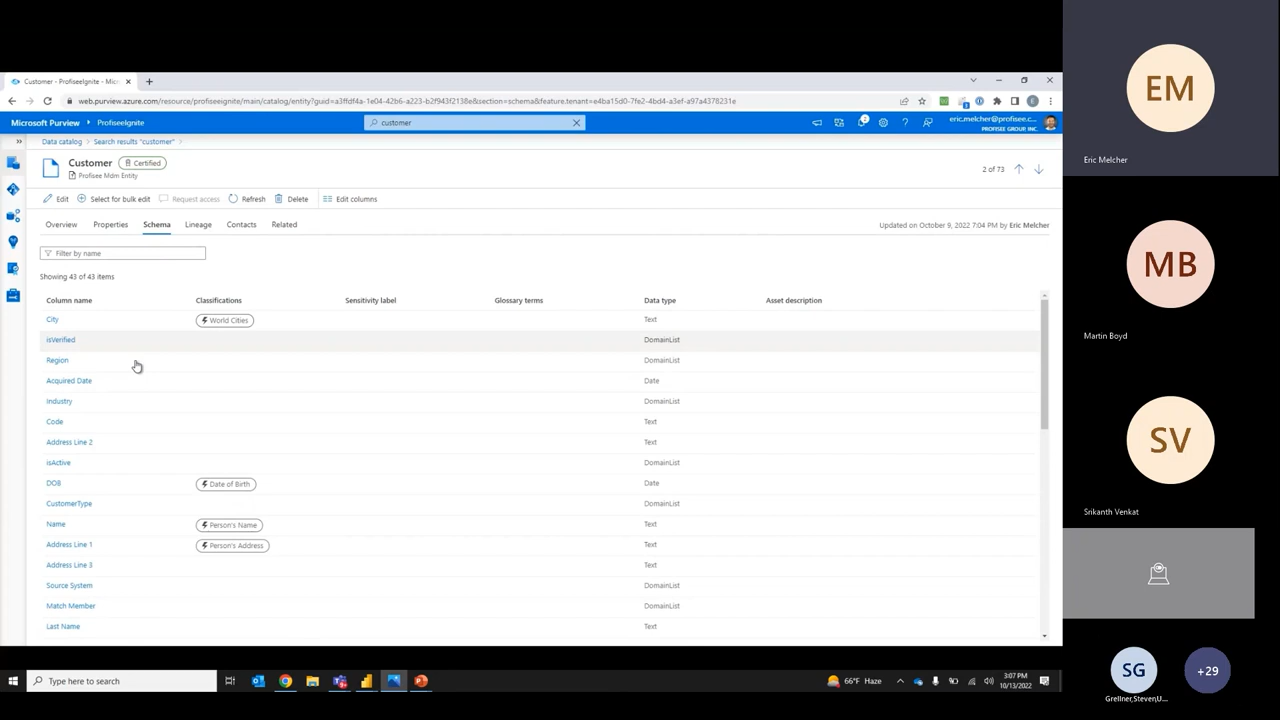 Customer - ProfiseeIgnite - Mic
web.purview.azure.com/resource/profiseeignite/main/catalog/entity?guid=a3ffdf4a-1e04-42b6-a223-b2f943f2138e&section=schema&feature.tenant=e4ba15d0-7fe2-4bd4-a3ef-a97a4378231e
Microsoft Purview ProfiseeIgnite customer eric.melcher@profisee.c...
PROFISEE GROUP, INC.
Data catalog Search results "customer"
Customer Certified
Profisee Mdm Entity
2 of 73
Edit Select for bulk edit Request access Refresh Delete Edit columns
Overview Properties Schema Lineage Contacts Related Updated on October 9, 2022 7:04 PM by Eric Melcher
Filter by name
Showing 43 of 43 items
Column name Classifications Sensitivity label Glossary terms Data type Asset description
City World Cities Text
isVerified DomainList
Region DomainList
Acquired Date Date
Industry DomainList
Code Text
Address Line 2 Text
isActive DomainList
DOB Date of Birth Date
CustomerType DomainList
Name Person's Name Text
Address Line 1 Person's Address Text
Address Line 3 Text
Source System DomainList
Match Member DomainList
Last Name Text
Type here to search
66°F Haze
3:07 PM
10/13/2022
EM
Eric Melcher
MB
Martin Boyd
SV
Srikanth Venkat
SG
+29
Grellner,Steven,U...